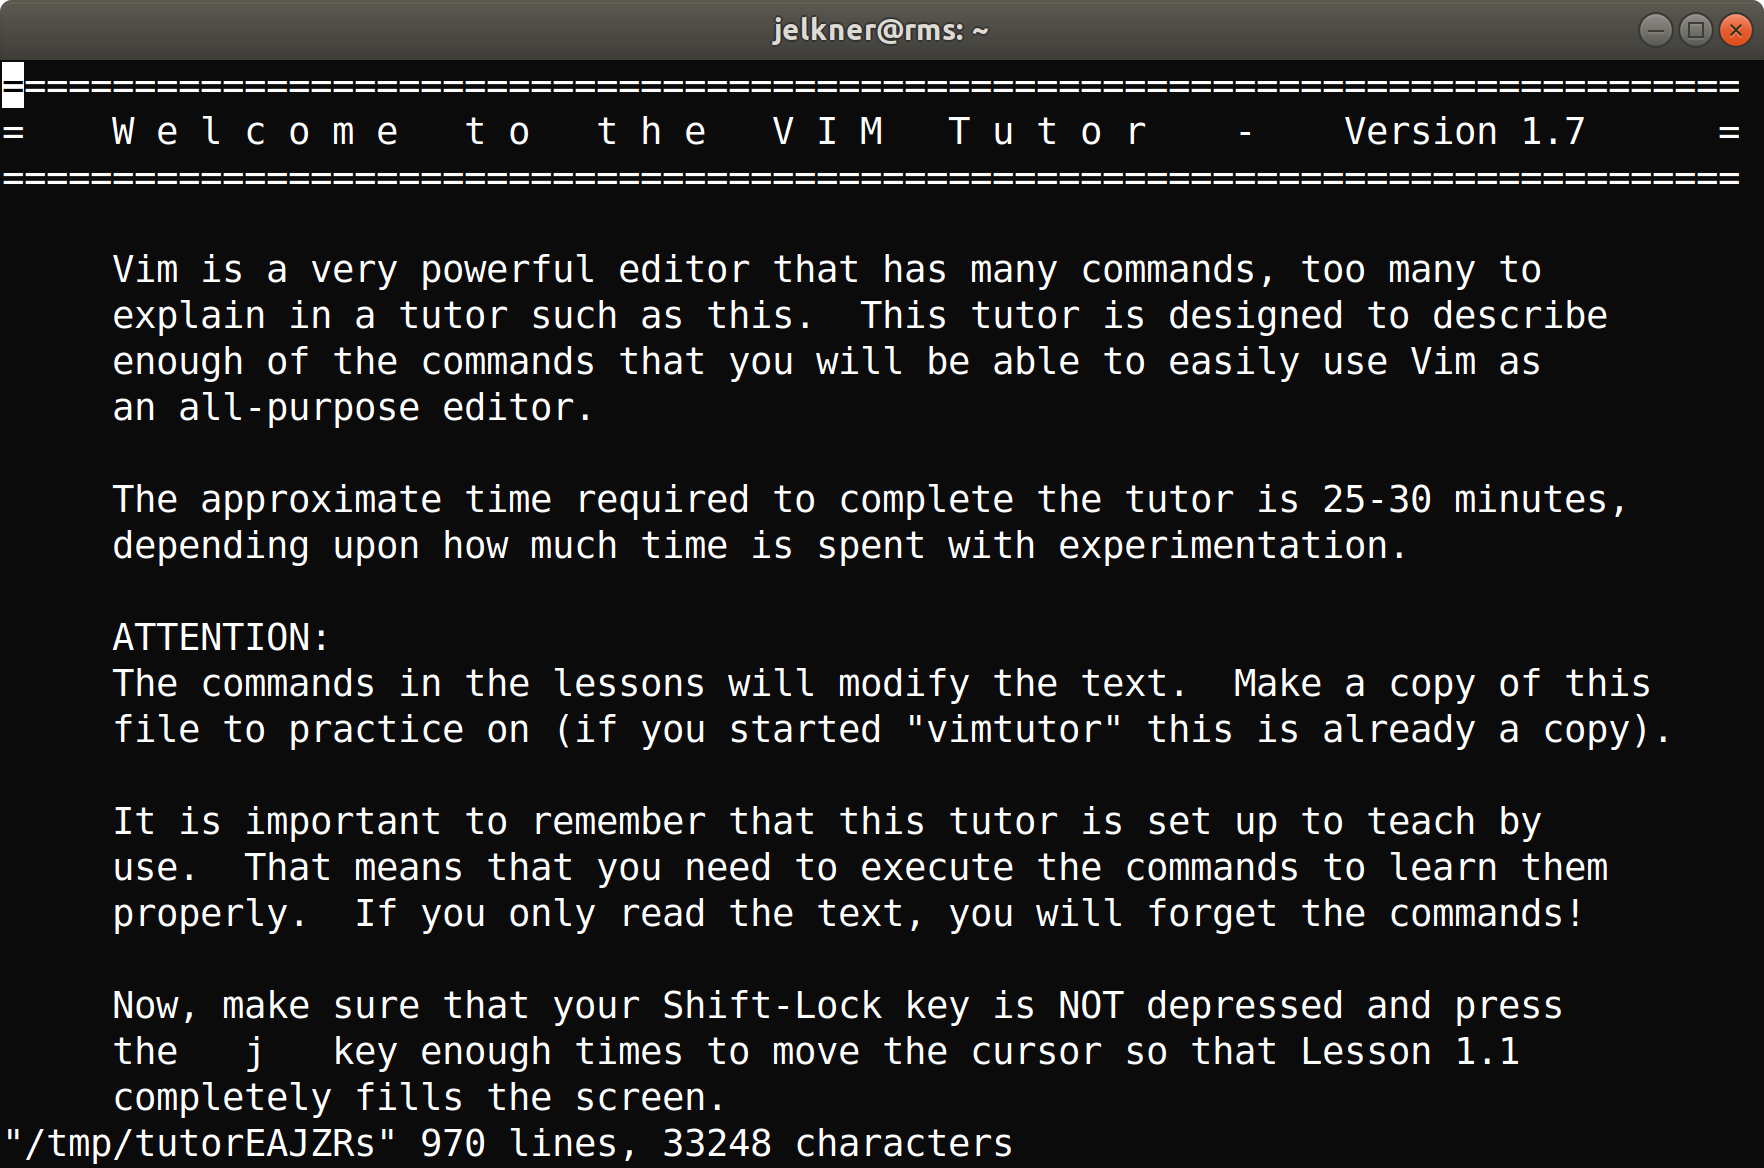 jelkner@rms: ~
===============================================================================
=    W e l c o m e   t o   t h e   V I M   T u t o r    -    Version 1.7      =
===============================================================================
     Vim is a very powerful editor that has many commands, too many to
     explain in a tutor such as this.  This tutor is designed to describe
     enough of the commands that you will be able to easily use Vim as
     an all-purpose editor.
     The approximate time required to complete the tutor is 25-30 minutes,
     depending upon how much time is spent with experimentation.
     ATTENTION:
     The commands in the lessons will modify the text.  Make a copy of this
     file to practice on (if you started "vimtutor" this is already a copy).
     It is important to remember that this tutor is set up to teach by
     use.  That means that you need to execute the commands to learn them
     properly.  If you only read the text, you will forget the commands!
     Now, make sure that your Shift-Lock key is NOT depressed and press
     the   j   key enough times to move the cursor so that Lesson 1.1
     completely fills the screen.
"/tmp/tutorEAJZRs" 970 lines, 33248 characters